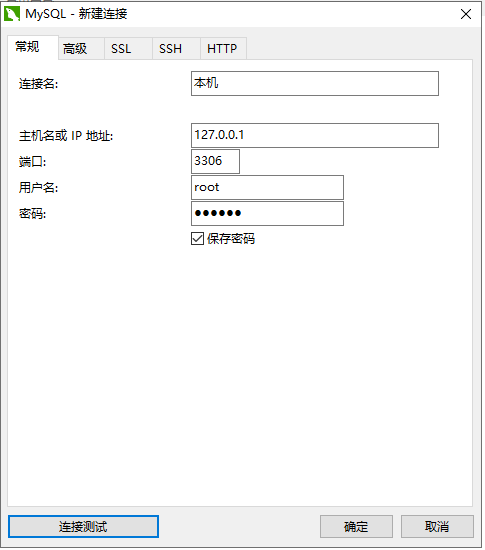 MySQL - 新建连接
常规 高级 SSL SSH HTTP
连接名: 本机
主机名或 IP 地址: 127.0.0.1
端口: 3306
用户名: root
密码: ●●●●●●
保存密码
连接测试 确定 取消